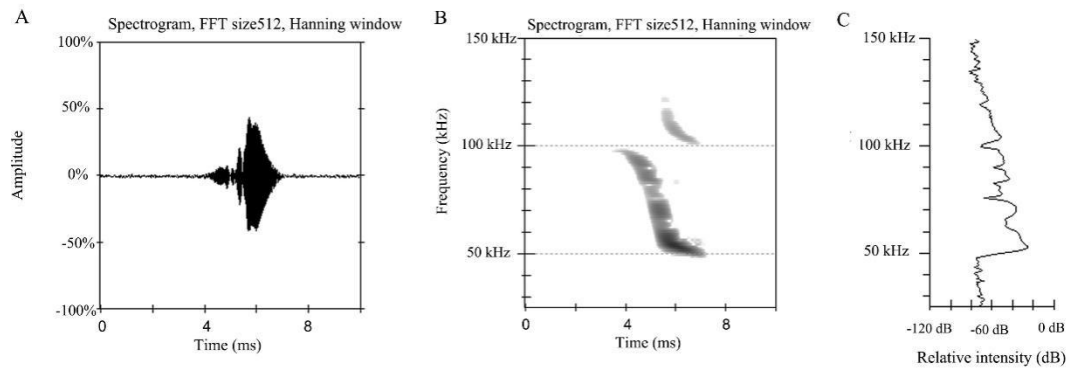 A
Spectrogram, FFT size512, Hanning window
100%
50%
0%
-50%
-100%
Amplitude
0
4
8
Time (ms)
B
Spectrogram, FFT size512, Hanning window
150 kHz
100 kHz
50 kHz
Frequency (kHz)
0
4
8
Time (ms)
C
150 kHz
100 kHz
50 kHz
-120 dB
-60 dB
0 dB
Relative intensity (dB)